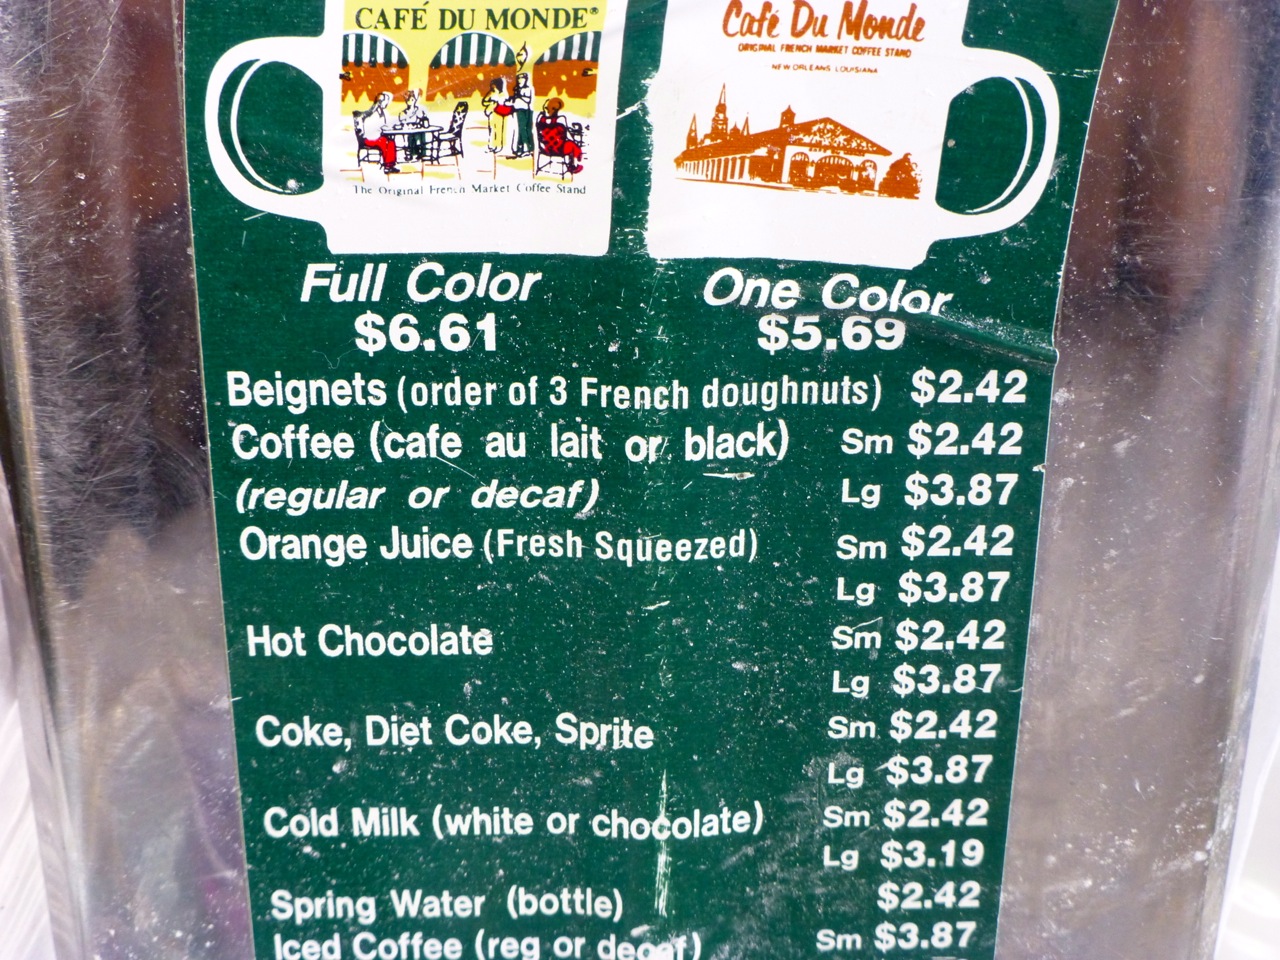 CAFÉ DU MONDE®
The Original French Market Coffee Stand
Café Du Monde
ORIGINAL FRENCH MARKET COFFEE STAND
NEW ORLEANS LOUISIANA
Full Color One Color
$6.61 $5.69
Beignets (order of 3 French doughnuts) $2.42
Coffee (cafe au lait or black) Sm $2.42
(regular or decaf) Lg $3.87
Orange Juice (Fresh Squeezed) Sm $2.42
Lg $3.87
Hot Chocolate Sm $2.42
Lg $3.87
Coke, Diet Coke, Sprite Sm $2.42
Lg $3.87
Cold Milk (white or chocolate) Sm $2.42
Lg $3.19
Spring Water (bottle) $2.42
Iced Coffee (reg or decaf) Sm $3.87